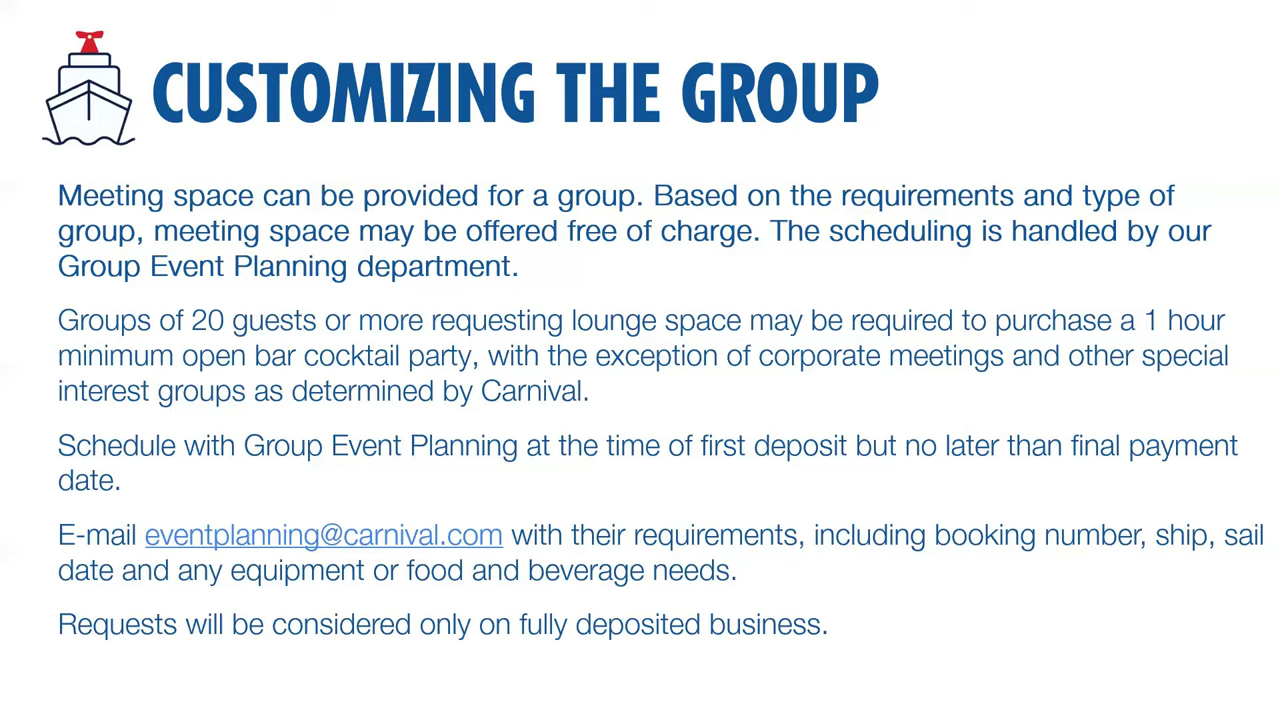 CUSTOMIZING THE GROUP
Meeting space can be provided for a group. Based on the requirements and type of
group, meeting space may be offered free of charge. The scheduling is handled by our
Group Event Planning department.
Groups of 20 guests or more requesting lounge space may be required to purchase a 1 hour
minimum open bar cocktail party, with the exception of corporate meetings and other special
interest groups as determined by Carnival.
Schedule with Group Event Planning at the time of first deposit but no later than final payment
date.
E-mail eventplanning@carnival.com with their requirements, including booking number, ship, sail
date and any equipment or food and beverage needs.
Requests will be considered only on fully deposited business.